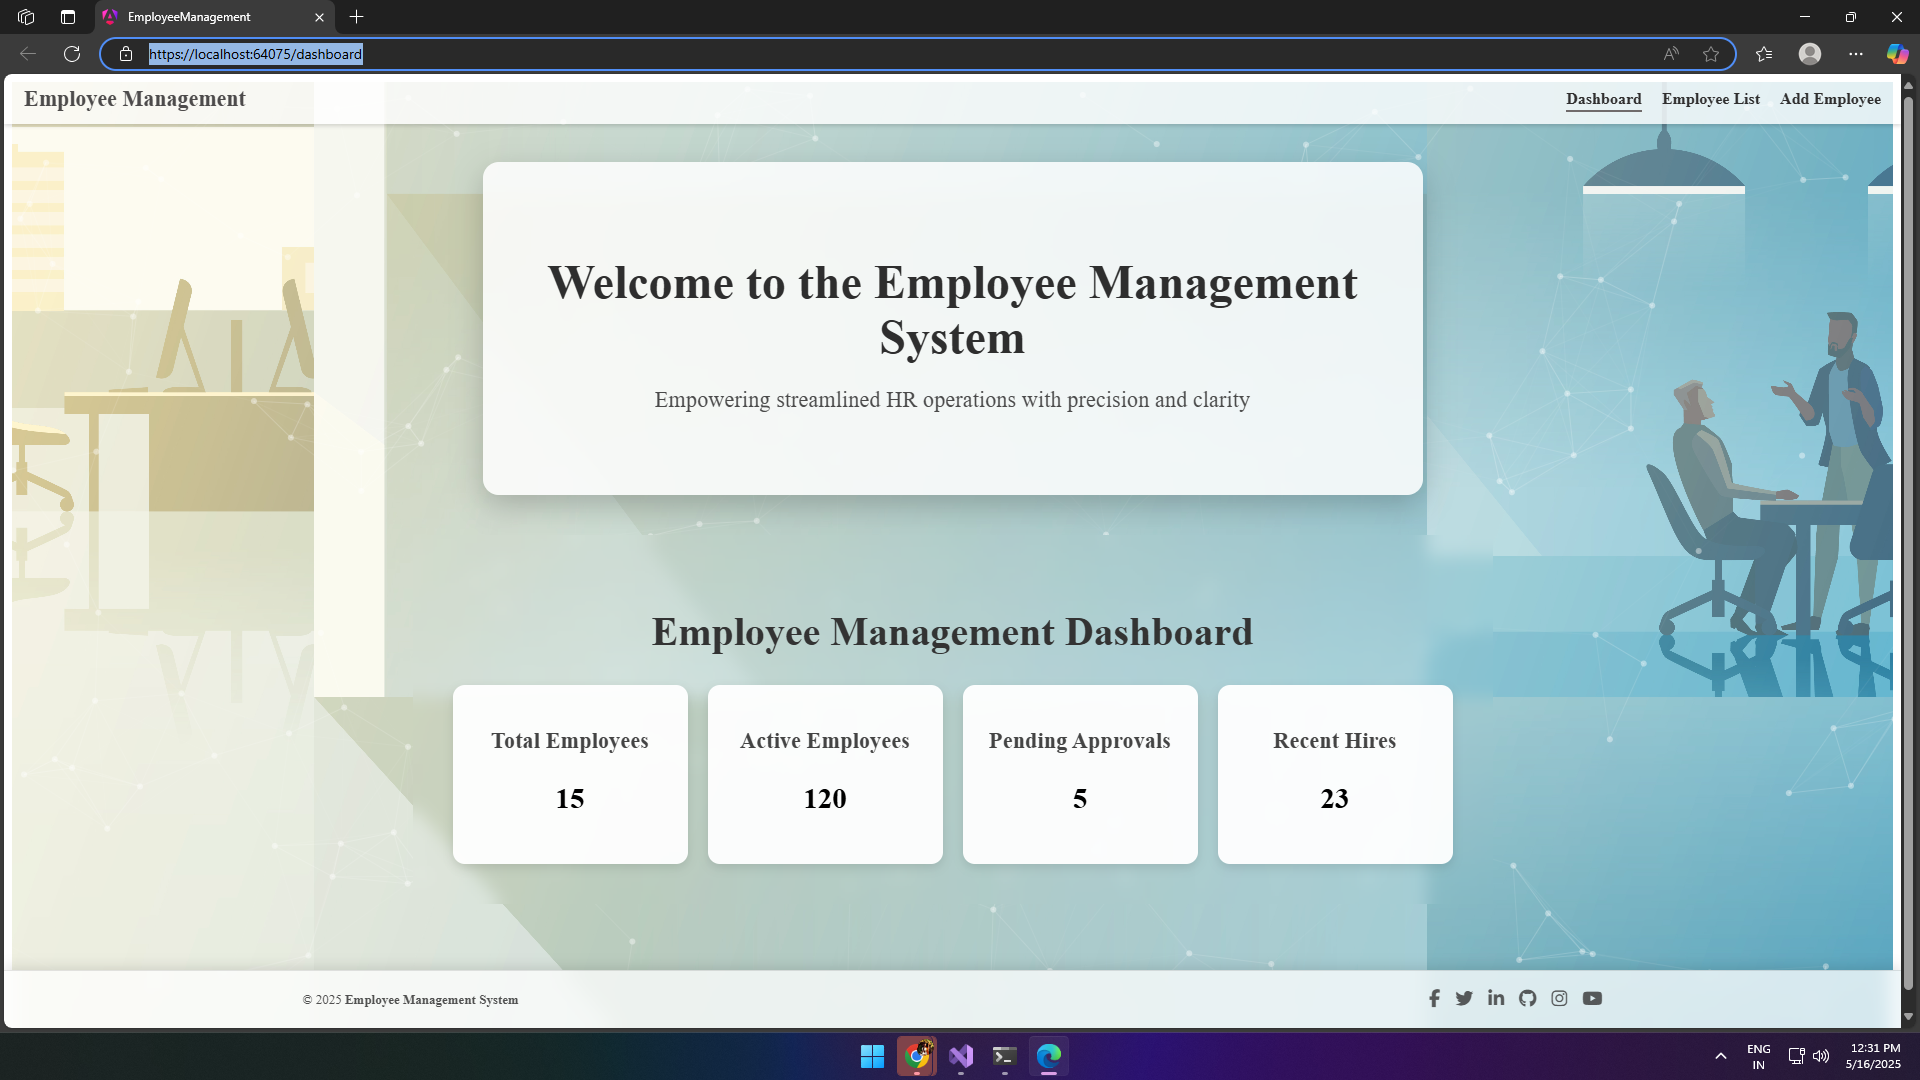 EmployeeManagement
https://localhost:64075/dashboard
Employee Management
Dashboard
Employee List
Add Employee
Welcome to the Employee Management
System
Empowering streamlined HR operations with precision and clarity
Employee Management Dashboard
Total Employees
15
Active Employees
120
Pending Approvals
5
Recent Hires
23
© 2025 Employee Management System
ENG
IN
12:31 PM
5/16/2025